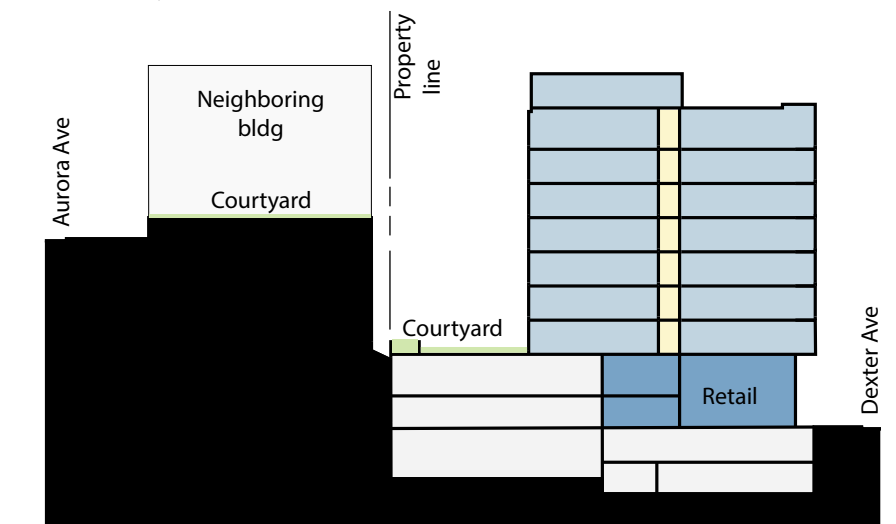 Neighboring
bldg
Courtyard
Aurora Ave
Property
line
Courtyard
Retail
Dexter Ave